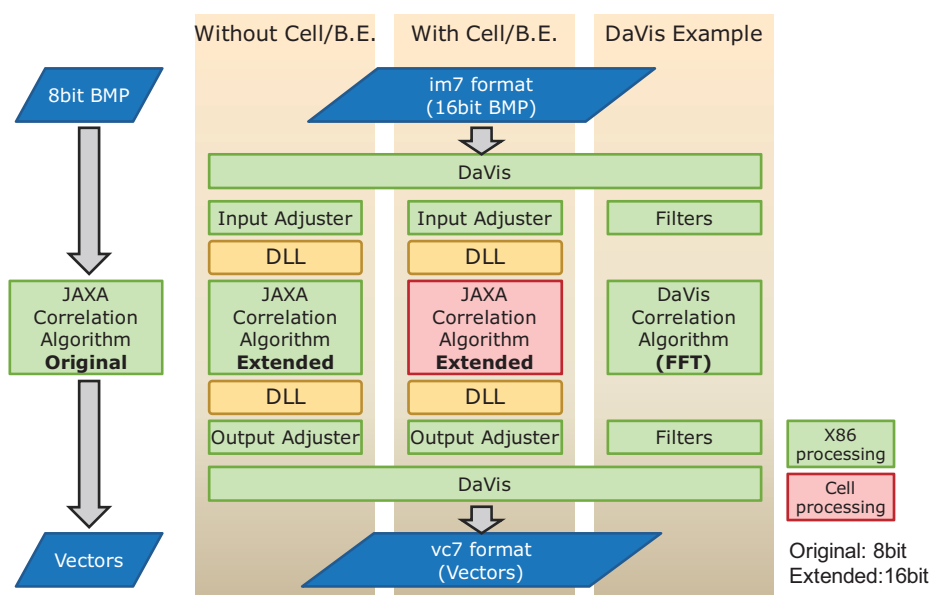 Without Cell/B.E.
With Cell/B.E.
DaVis Example
8bit BMP
im7 format
(16bit BMP)
DaVis
Input Adjuster
Input Adjuster
Filters
DLL
DLL
JAXA
Correlation
Algorithm
Original
JAXA
Correlation
Algorithm
Extended
JAXA
Correlation
Algorithm
Extended
DaVis
Correlation
Algorithm
(FFT)
DLL
DLL
Output Adjuster
Output Adjuster
Filters
DaVis
Vectors
vc7 format
(Vectors)
X86
processing
Cell
processing
Original: 8bit
Extended:16bit